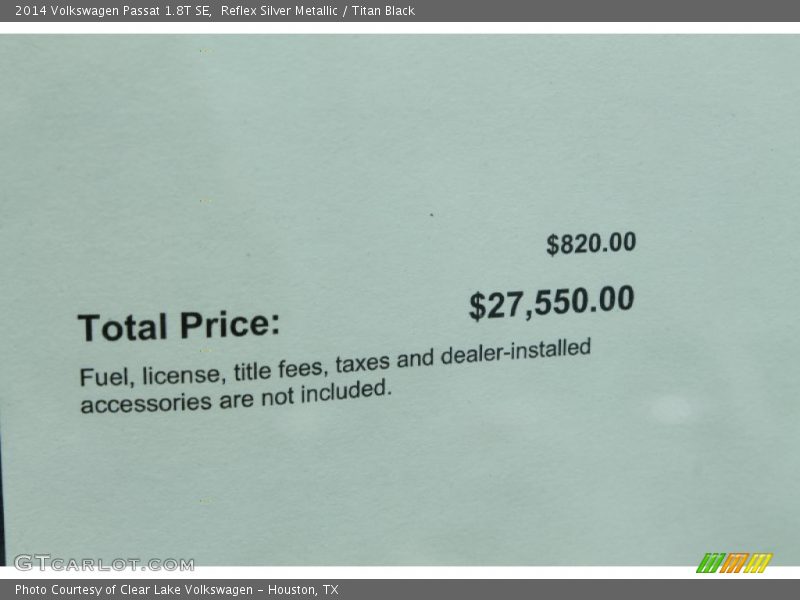 2014 Volkswagen Passat 1.8T SE,  Reflex Silver Metallic / Titan Black
$820.00
Total Price: $27,550.00
Fuel, license, title fees, taxes and dealer-installed
accessories are not included.
GTCARLOT.COM
Photo Courtesy of Clear Lake Volkswagen – Houston, TX